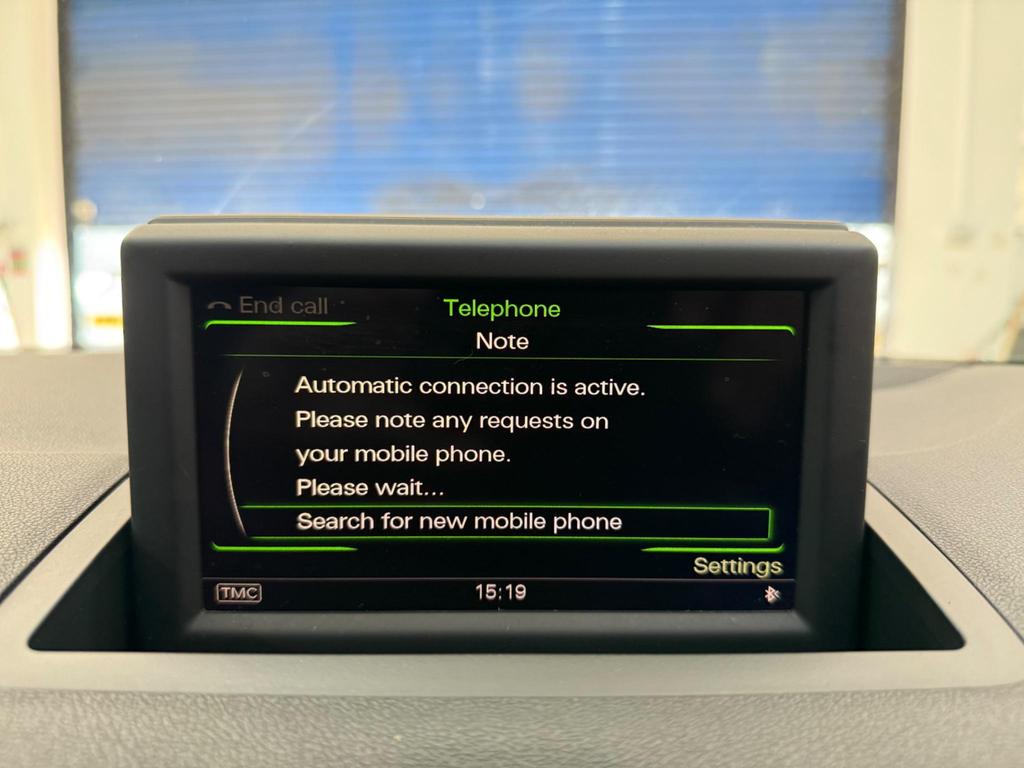 End call
Telephone
Note
Automatic connection is active.
Please note any requests on
your mobile phone.
Please wait...
Search for new mobile phone
Settings
TMC
15:19